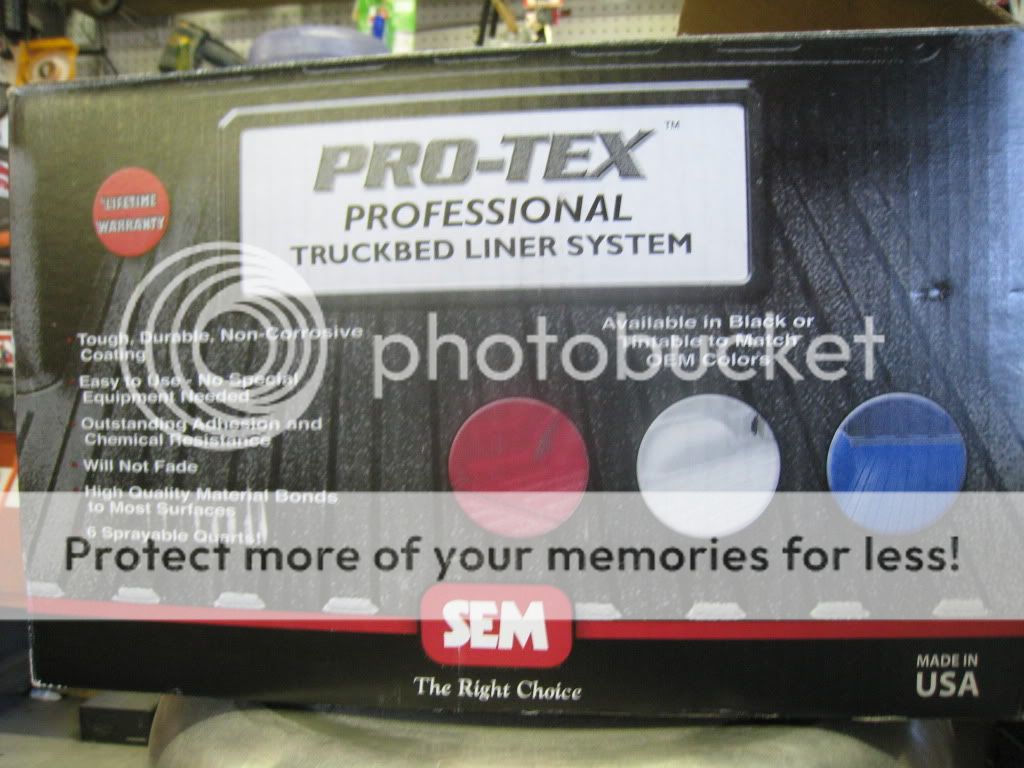 PRO-TEX™
PROFESSIONAL
TRUCKBED LINER SYSTEM
LIFETIME
WARRANTY
Tough, Durable, Non-Corrosive
Coating
Easy to Use - No Special
Equipment Needed
Outstanding Adhesion and
Chemical Resistance
Will Not Fade
High Quality Material Bonds
to Most Surfaces
6 Sprayable Quarts!
Available in Black or
Tintable to Match
OEM Colors
photobucket
Protect more of your memories for less!
SEM
The Right Choice
MADE IN
USA